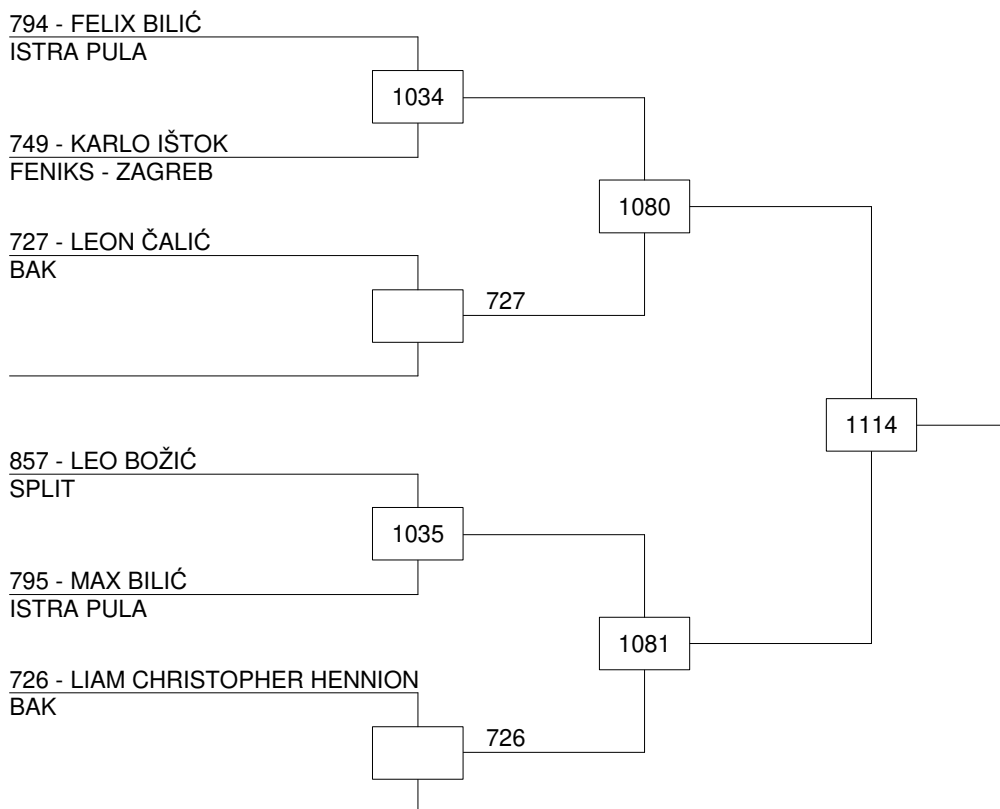 794 - FELIX BILIĆ
ISTRA PULA
1034
749 - KARLO IŠTOK
FENIKS - ZAGREB
1080
727 - LEON ČALIĆ
BAK
727
1114
857 - LEO BOŽIĆ
SPLIT
1035
795 - MAX BILIĆ
ISTRA PULA
1081
726 - LIAM CHRISTOPHER HENNION
BAK
726